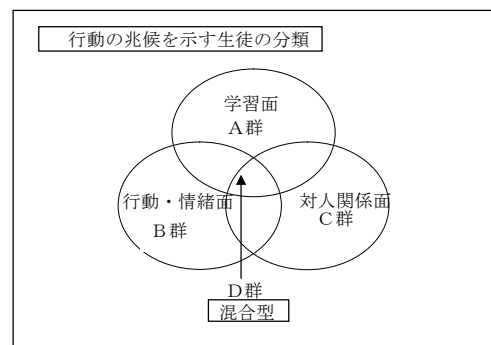 行動の兆候を示す生徒の分類
学習面
Ａ群
行動・情緒面
Ｂ群
対人関係面
Ｃ群
Ｄ群
混合型